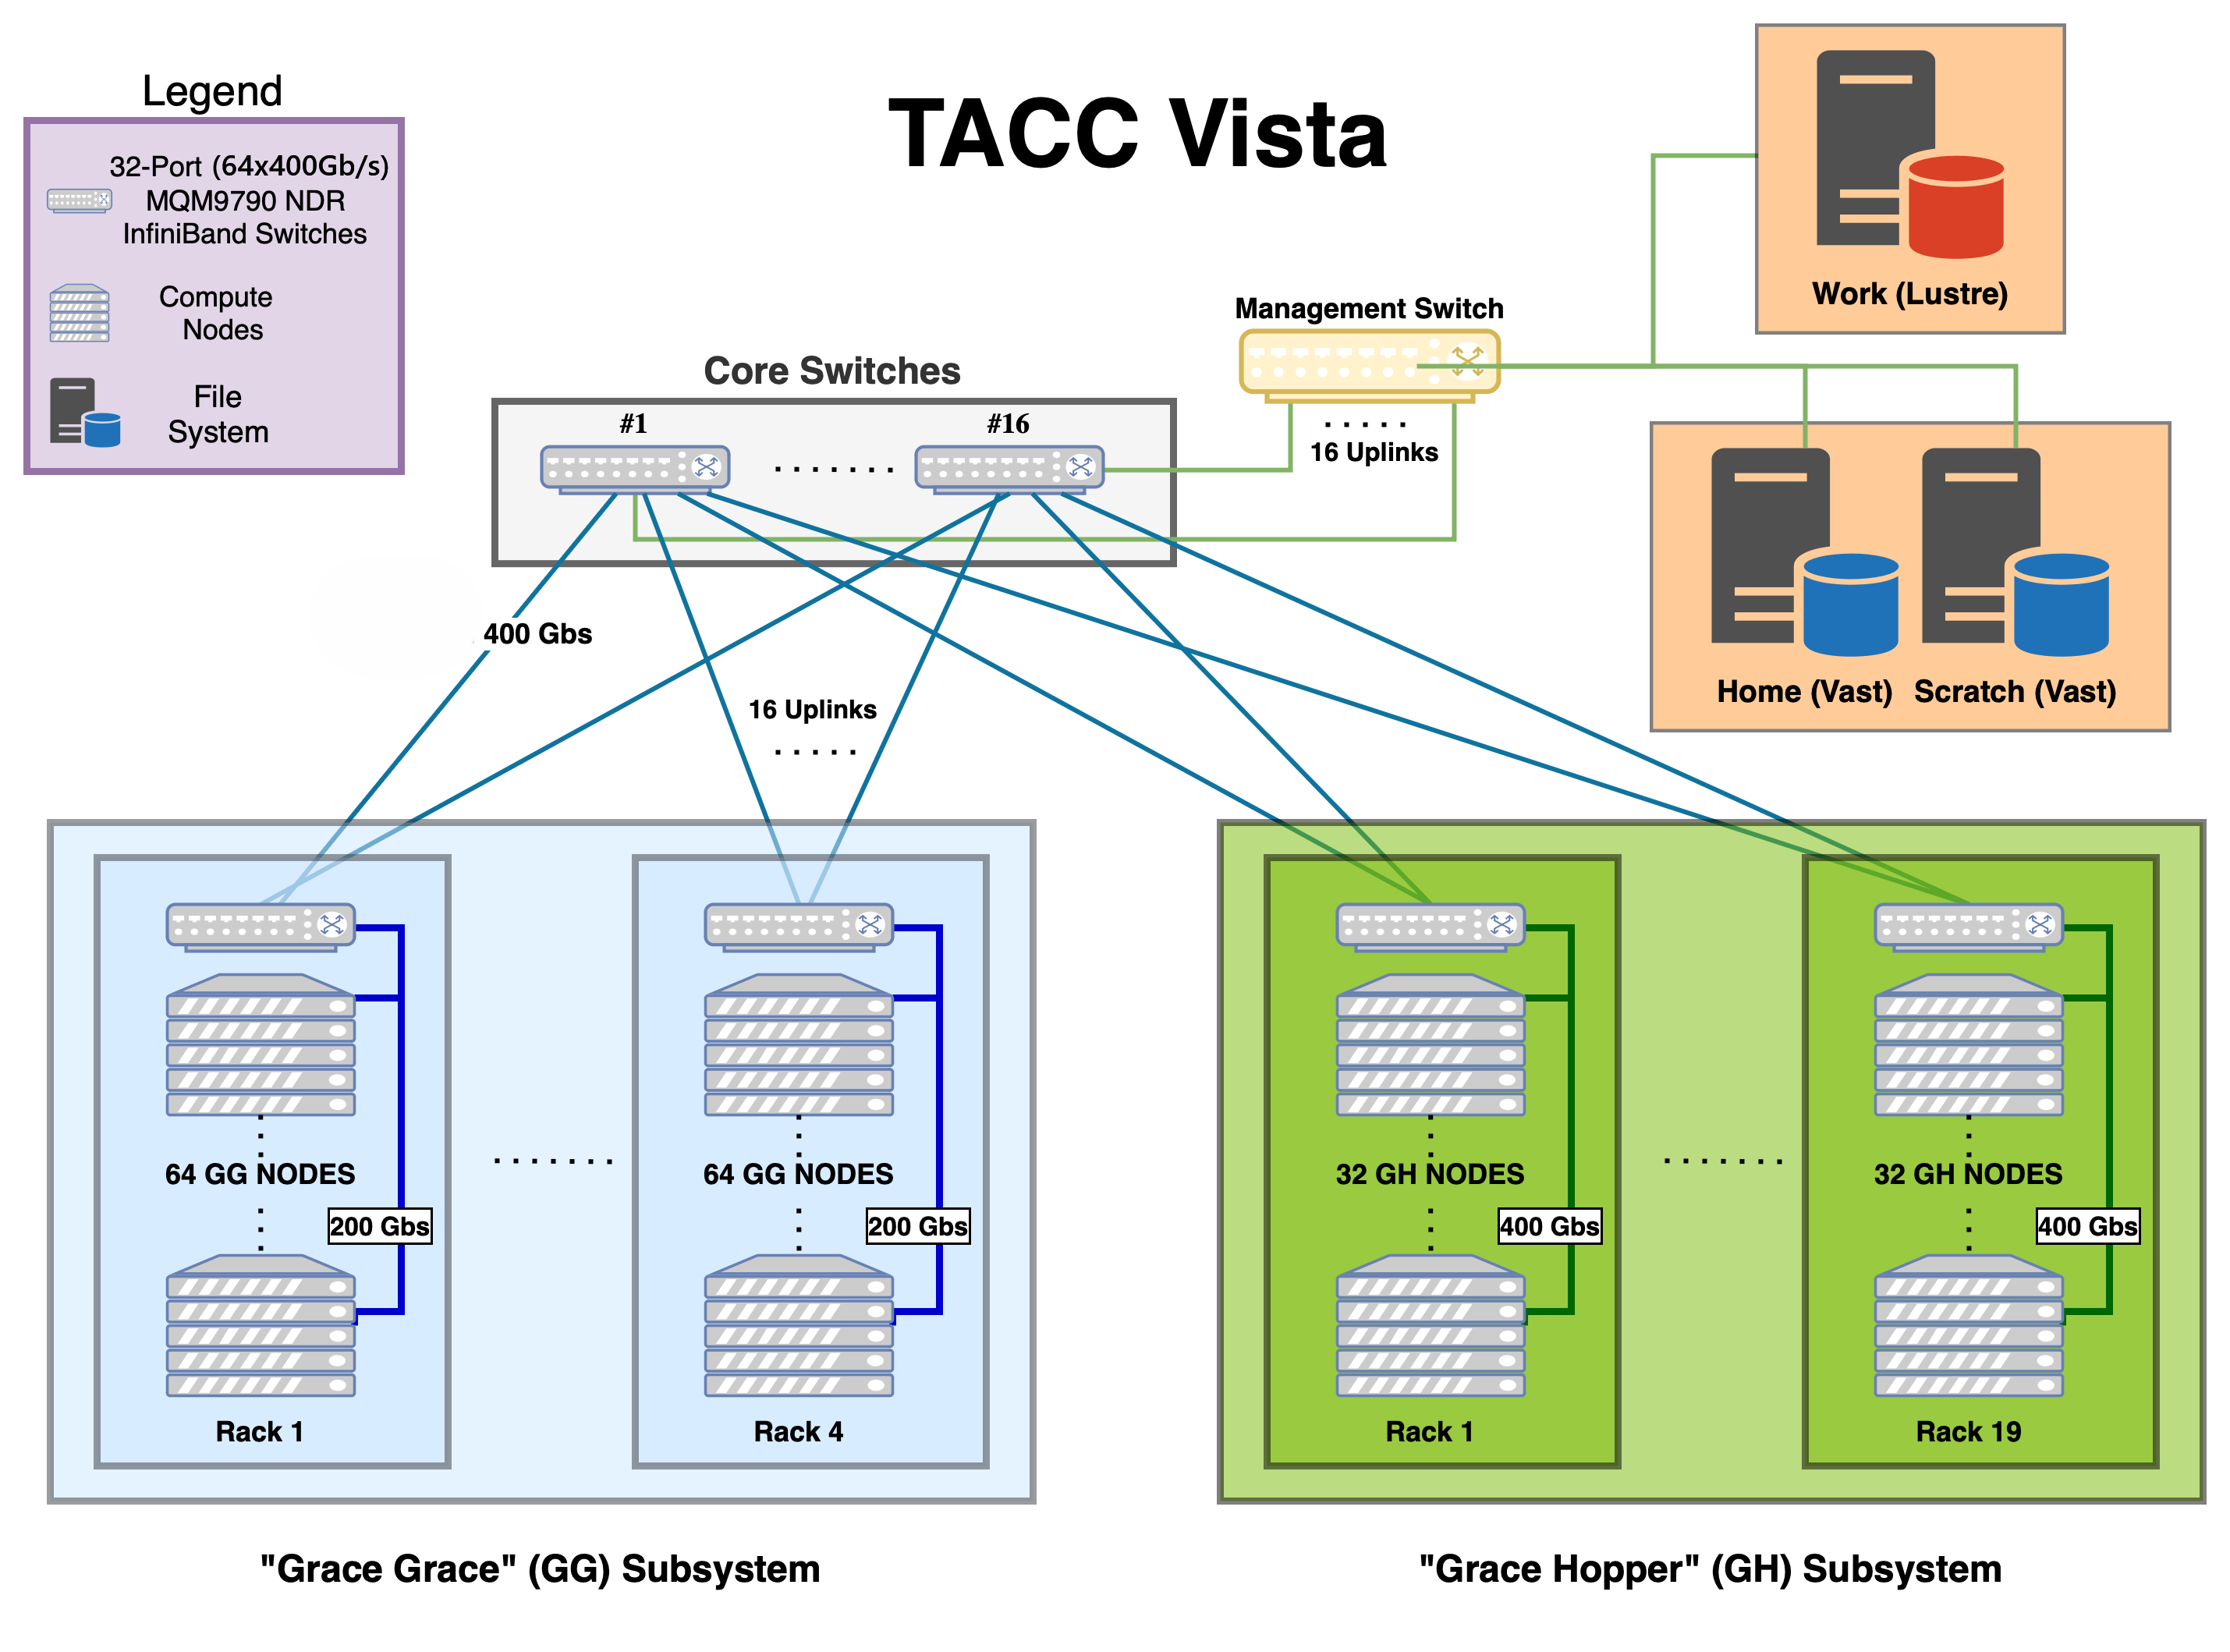 TACC Vista
Legend
32-Port (64x400Gb/s)
MQM9790 NDR
InfiniBand Switches
Compute
Nodes
File
System
Work (Lustre)
Management Switch
16 Uplinks
Core Switches
#1
#16
Home (Vast)
Scratch (Vast)
400 Gbs
16 Uplinks
64 GG NODES
200 Gbs
Rack 1
64 GG NODES
200 Gbs
Rack 4
32 GH NODES
400 Gbs
Rack 1
32 GH NODES
400 Gbs
Rack 19
"Grace Grace" (GG) Subsystem
"Grace Hopper" (GH) Subsystem